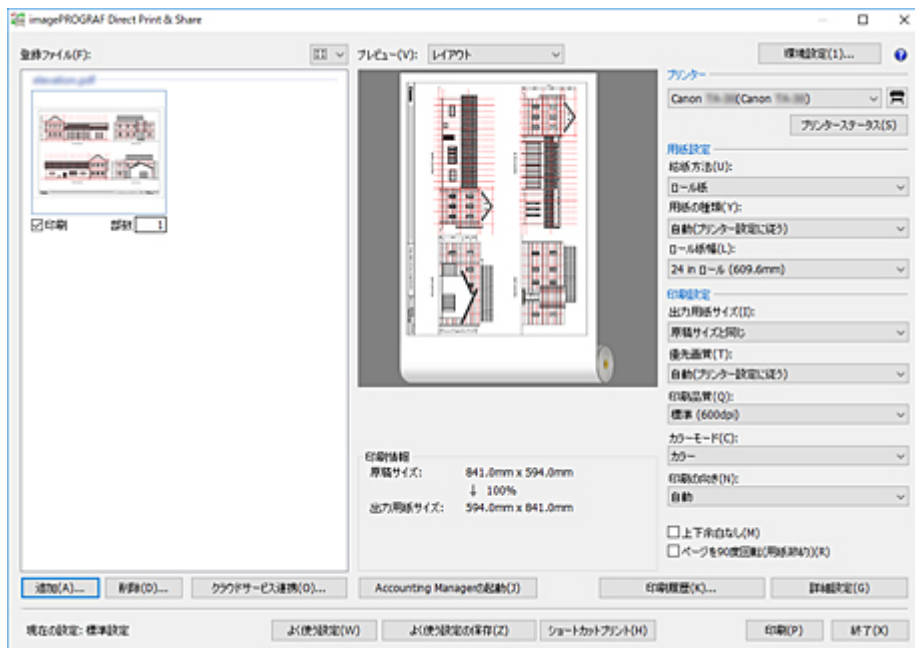 imagePROGRAF Direct Print & Share
登録ファイル(F):
プレビュー(V):
レイアウト
環境設定(1)...
プリンター
Canon (Canon )
プリンターステータス(S)
用紙設定
給紙方法(U):
ロール紙
用紙の種類(Y):
自動(プリンター設定に従う)
ロール紙幅(L):
24 in ロール (609.6mm)
印刷設定
出力用紙サイズ(I):
原稿サイズと同じ
優先画質(T):
自動(プリンター設定に従う)
印刷品質(Q):
標準 (600dpi)
カラーモード(C):
カラー
印刷の向き(N):
自動
上下余白なし(M)
ページを90度回転(用紙節約)(R)
印刷
部数
1
印刷情報
原稿サイズ: 841.0mm x 594.0mm
↓ 100%
出力用紙サイズ: 594.0mm x 841.0mm
追加(A)...
削除(D)...
クラウドサービス連携(O)...
Accounting Managerの起動(J)
印刷履歴(K)...
詳細設定(G)
現在の設定: 標準設定
よく使う設定(W)
よく使う設定の保存(Z)
ショートカットプリント(H)
印刷(P)
終了(X)